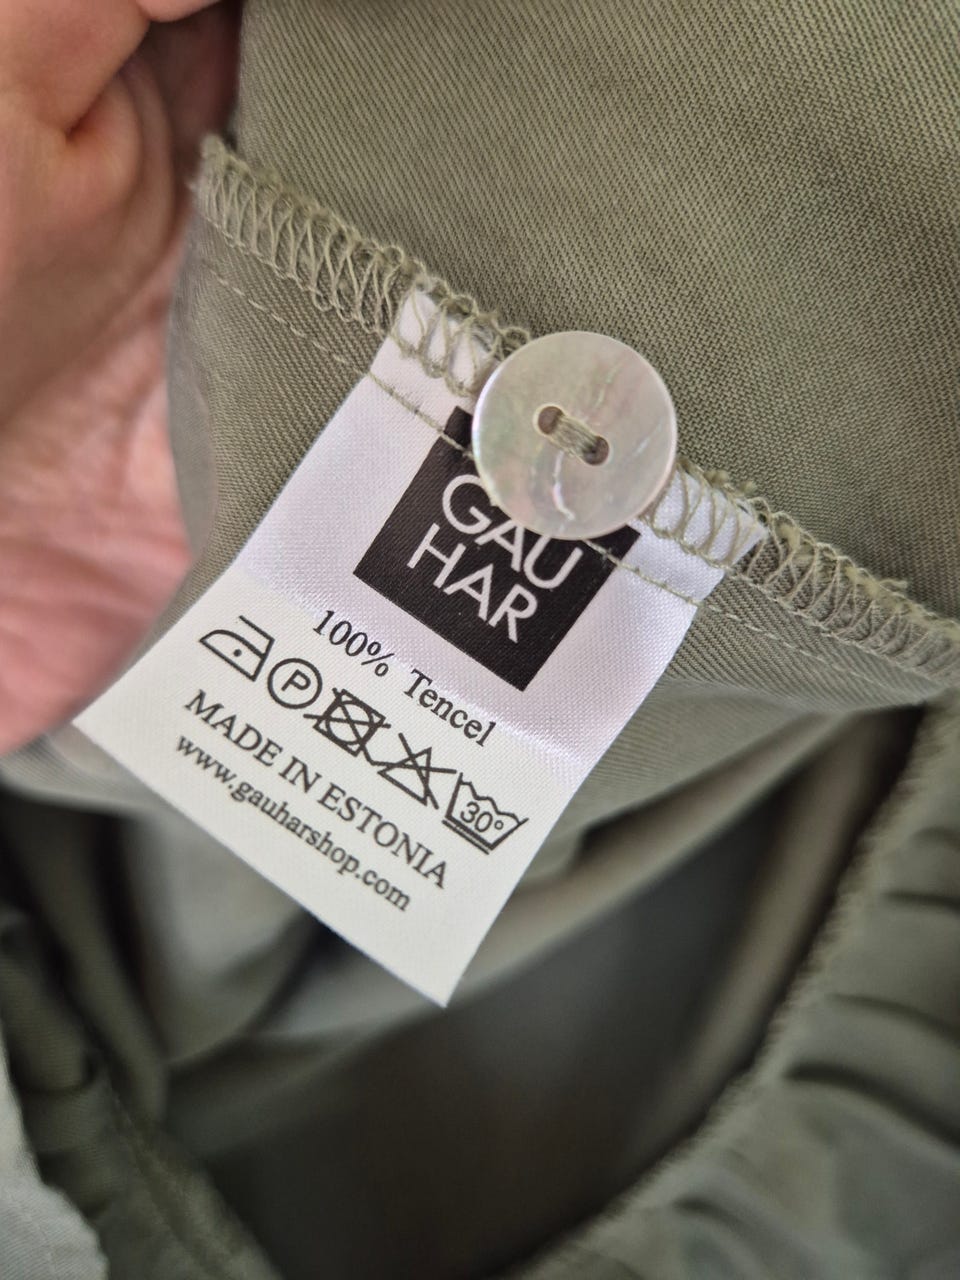 GAU
HAR
100% Tencel
P
30°
MADE IN ESTONIA
www.gauharshop.com